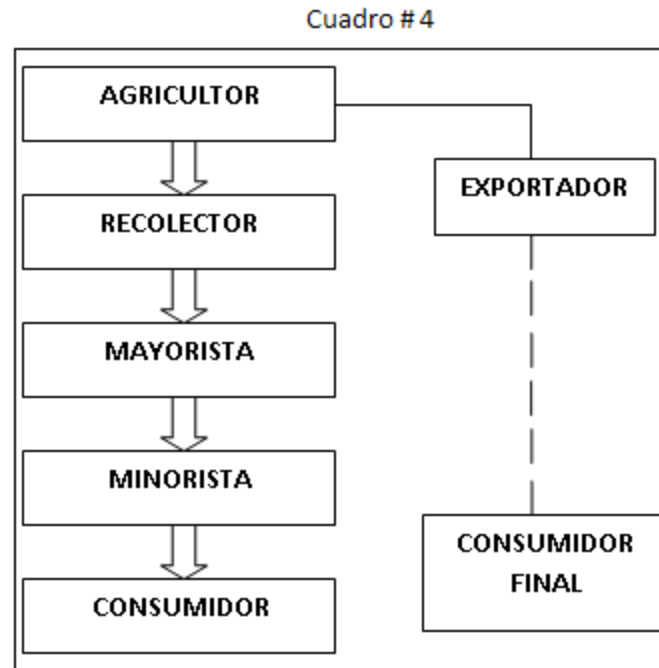 Cuadro # 4
AGRICULTOR
EXPORTADOR
RECOLECTOR
MAYORISTA
MINORISTA
CONSUMIDOR
FINAL
CONSUMIDOR